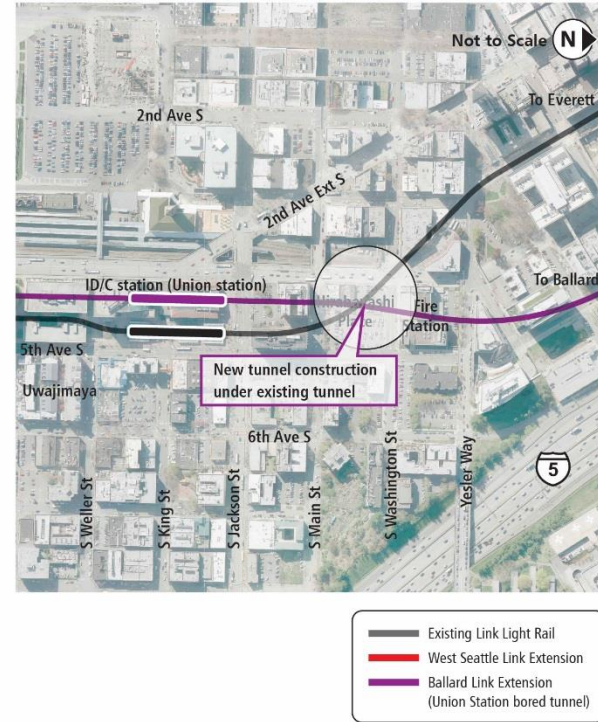 Not to Scale N
To Everett
2nd Ave S
2nd Ave Ext S
ID/C station (Union station)
To Ballard
Hirabayashi
Place
Fire
Station
5th Ave S
New tunnel construction
under existing tunnel
Uwajimaya
6th Ave S
S Weller St
S King St
S Jackson St
S Main St
S Washington St
Yesler Way
5
Existing Link Light Rail
West Seattle Link Extension
Ballard Link Extension
(Union Station bored tunnel)